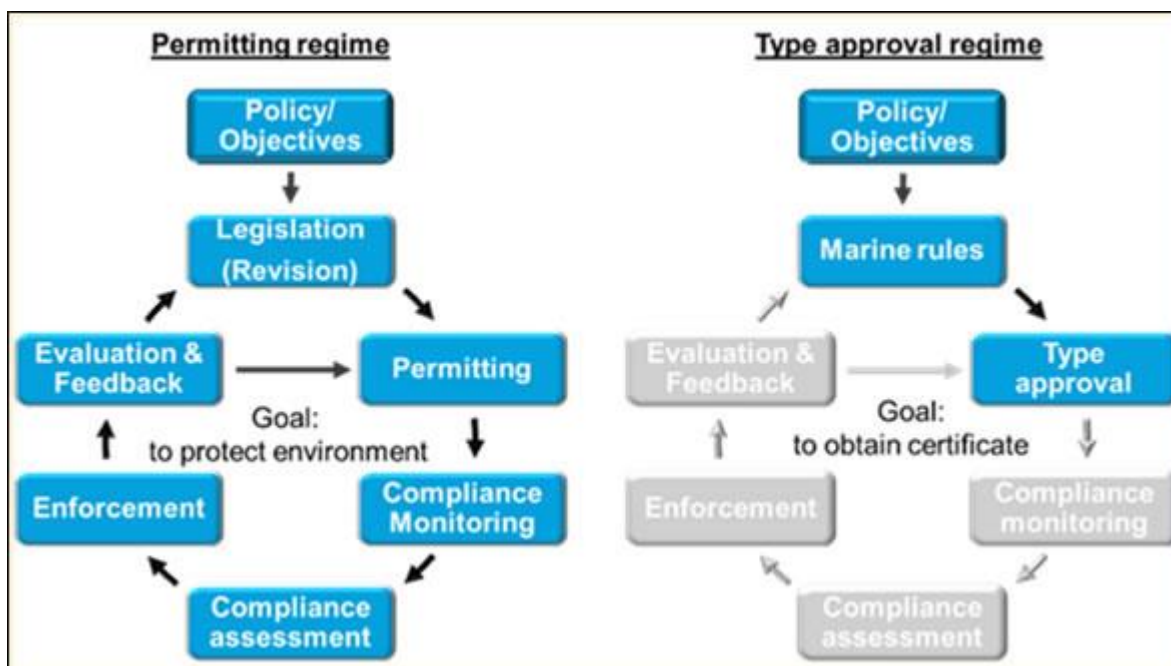 Permitting regime
Policy/
Objectives
Legislation
(Revision)
Evaluation &
Feedback
Permitting
Goal:
to protect environment
Enforcement
Compliance
Monitoring
Compliance
assessment
Type approval regime
Policy/
Objectives
Marine rules
Evaluation &
Feedback
Type
approval
Goal:
to obtain certificate
Enforcement
Compliance
monitoring
Compliance
assessment